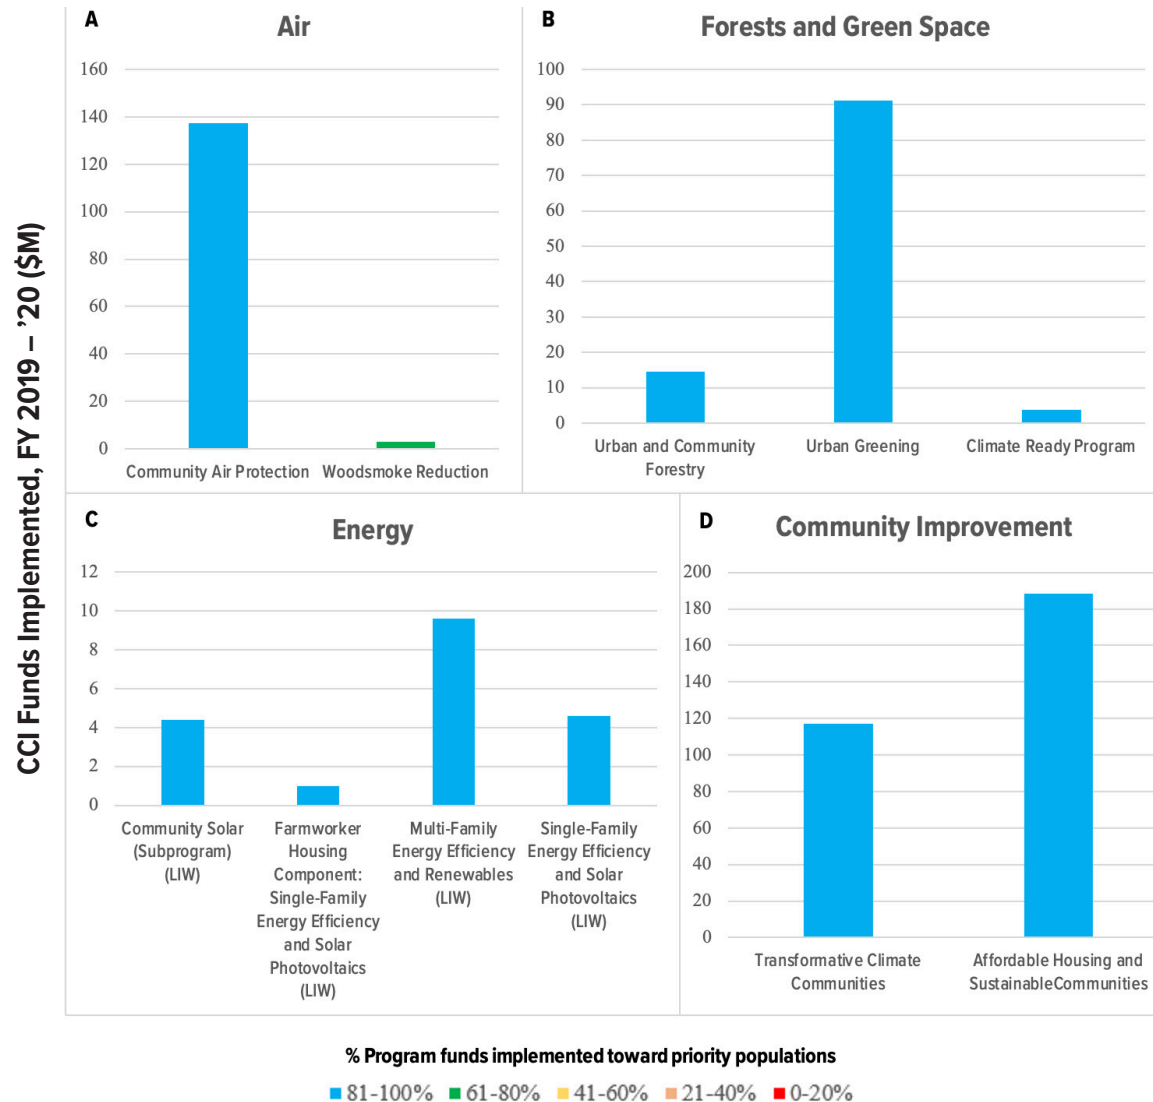 CCI Funds Implemented, FY 2019 – ’20 ($M)
A
Air
160
140
120
100
80
60
40
20
0
Community Air Protection
Woodsmoke Reduction
B
Forests and Green Space
100
90
80
70
60
50
40
30
20
10
0
Urban and Community
Forestry
Urban Greening
Climate Ready Program
C
Energy
12
10
8
6
4
2
0
Community Solar
(Subprogram)
(LIW)
Farmworker
Housing
Component:
Single-Family
Energy Efficiency
and Solar
Photovoltaics
(LIW)
Multi-Family
Energy Efficiency
and Renewables
(LIW)
Single-Family
Energy Efficiency
and Solar
Photovoltaics
(LIW)
D
Community Improvement
200
180
160
140
120
100
80
60
40
20
0
Transformative Climate
Communities
Affordable Housing and
SustainableCommunities
% Program funds implemented toward priority populations
81-100% 61-80% 41-60% 21-40% 0-20%